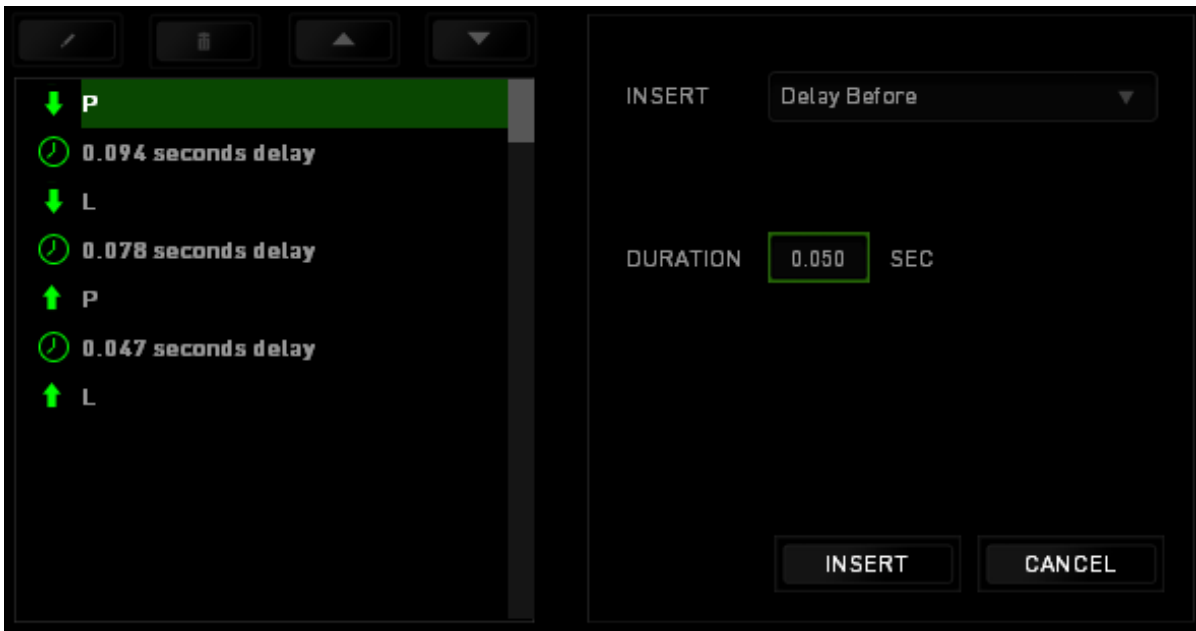 P
0.094 seconds delay
L
0.078 seconds delay
P
0.047 seconds delay
L
INSERT Delay Before
DURATION 0.050 SEC
INSERT CANCEL